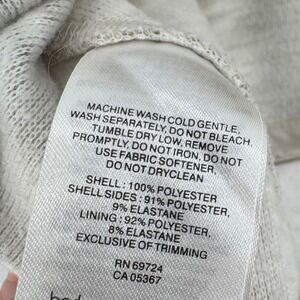 MACHINE WASH COLD GENTLE,
WASH SEPARATELY, DO NOT BLEACH,
TUMBLE DRY LOW, REMOVE
PROMPTLY, DO NOT IRON, DO NOT
USE FABRIC SOFTENER,
DO NOT DRYCLEAN
SHELL : 100% POLYESTER
SHELL SIDES : 91% POLYESTER,
9% ELASTANE
LINING : 92% POLYESTER,
8% ELASTANE
EXCLUSIVE OF TRIMMING
RN 69724
CA 05367